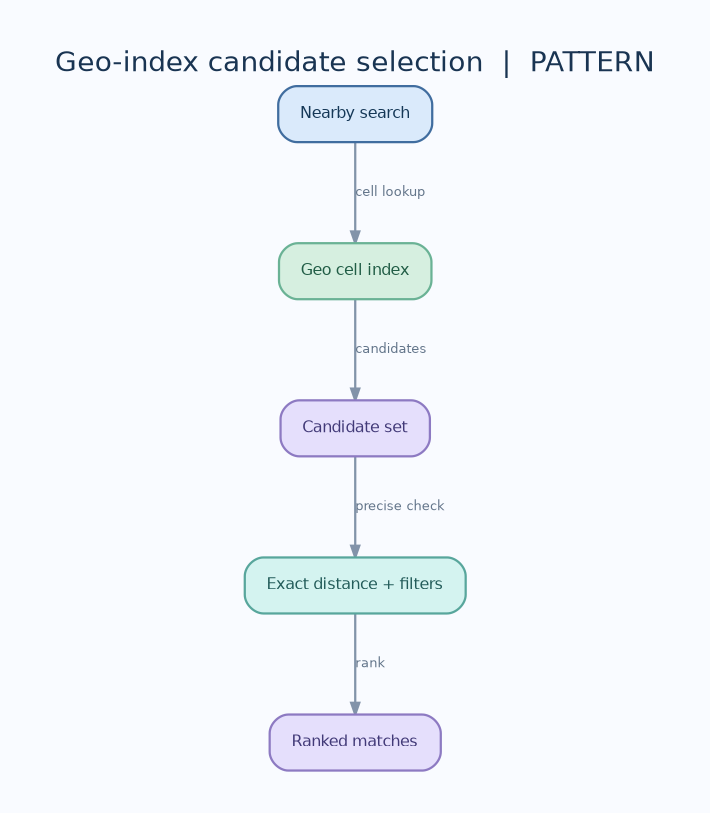 Geo-index candidate selection | PATTERN
Nearby search
cell lookup
Geo cell index
candidates
Candidate set
precise check
Exact distance + filters
rank
Ranked matches